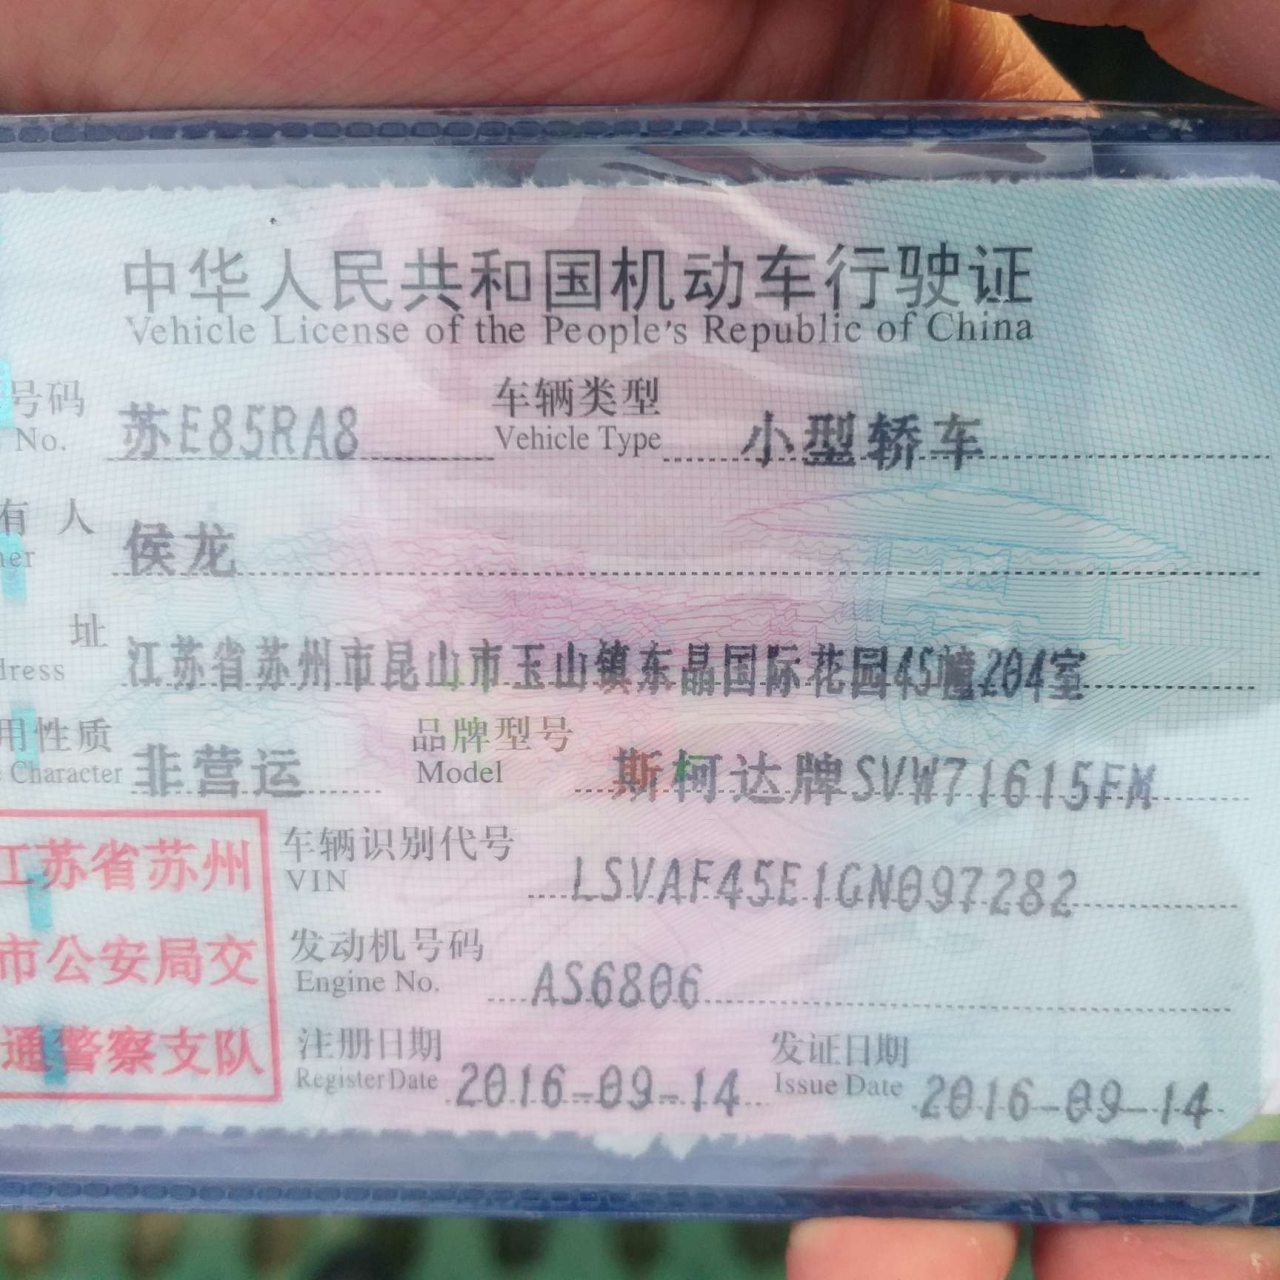 中华人民共和国机动车行驶证
Vehicle License of the People's Republic of China
号码 苏E85RA8 车辆类型 小型轿车
No. Vehicle Type
有 人 侯龙
ner
址 江苏省苏州市昆山市玉山镇东晶国际花园45幢204室
dress
用性质 非营运 品牌型号 斯柯达牌SVW71615FM
Character Model
江苏省苏州
市公安局交
通警察支队
车辆识别代号 LSVAF45E1GN097282
VIN
发动机号码 AS6806
Engine No.
注册日期 2016-09-14 发证日期 2016-09-14
Register Date Issue Date